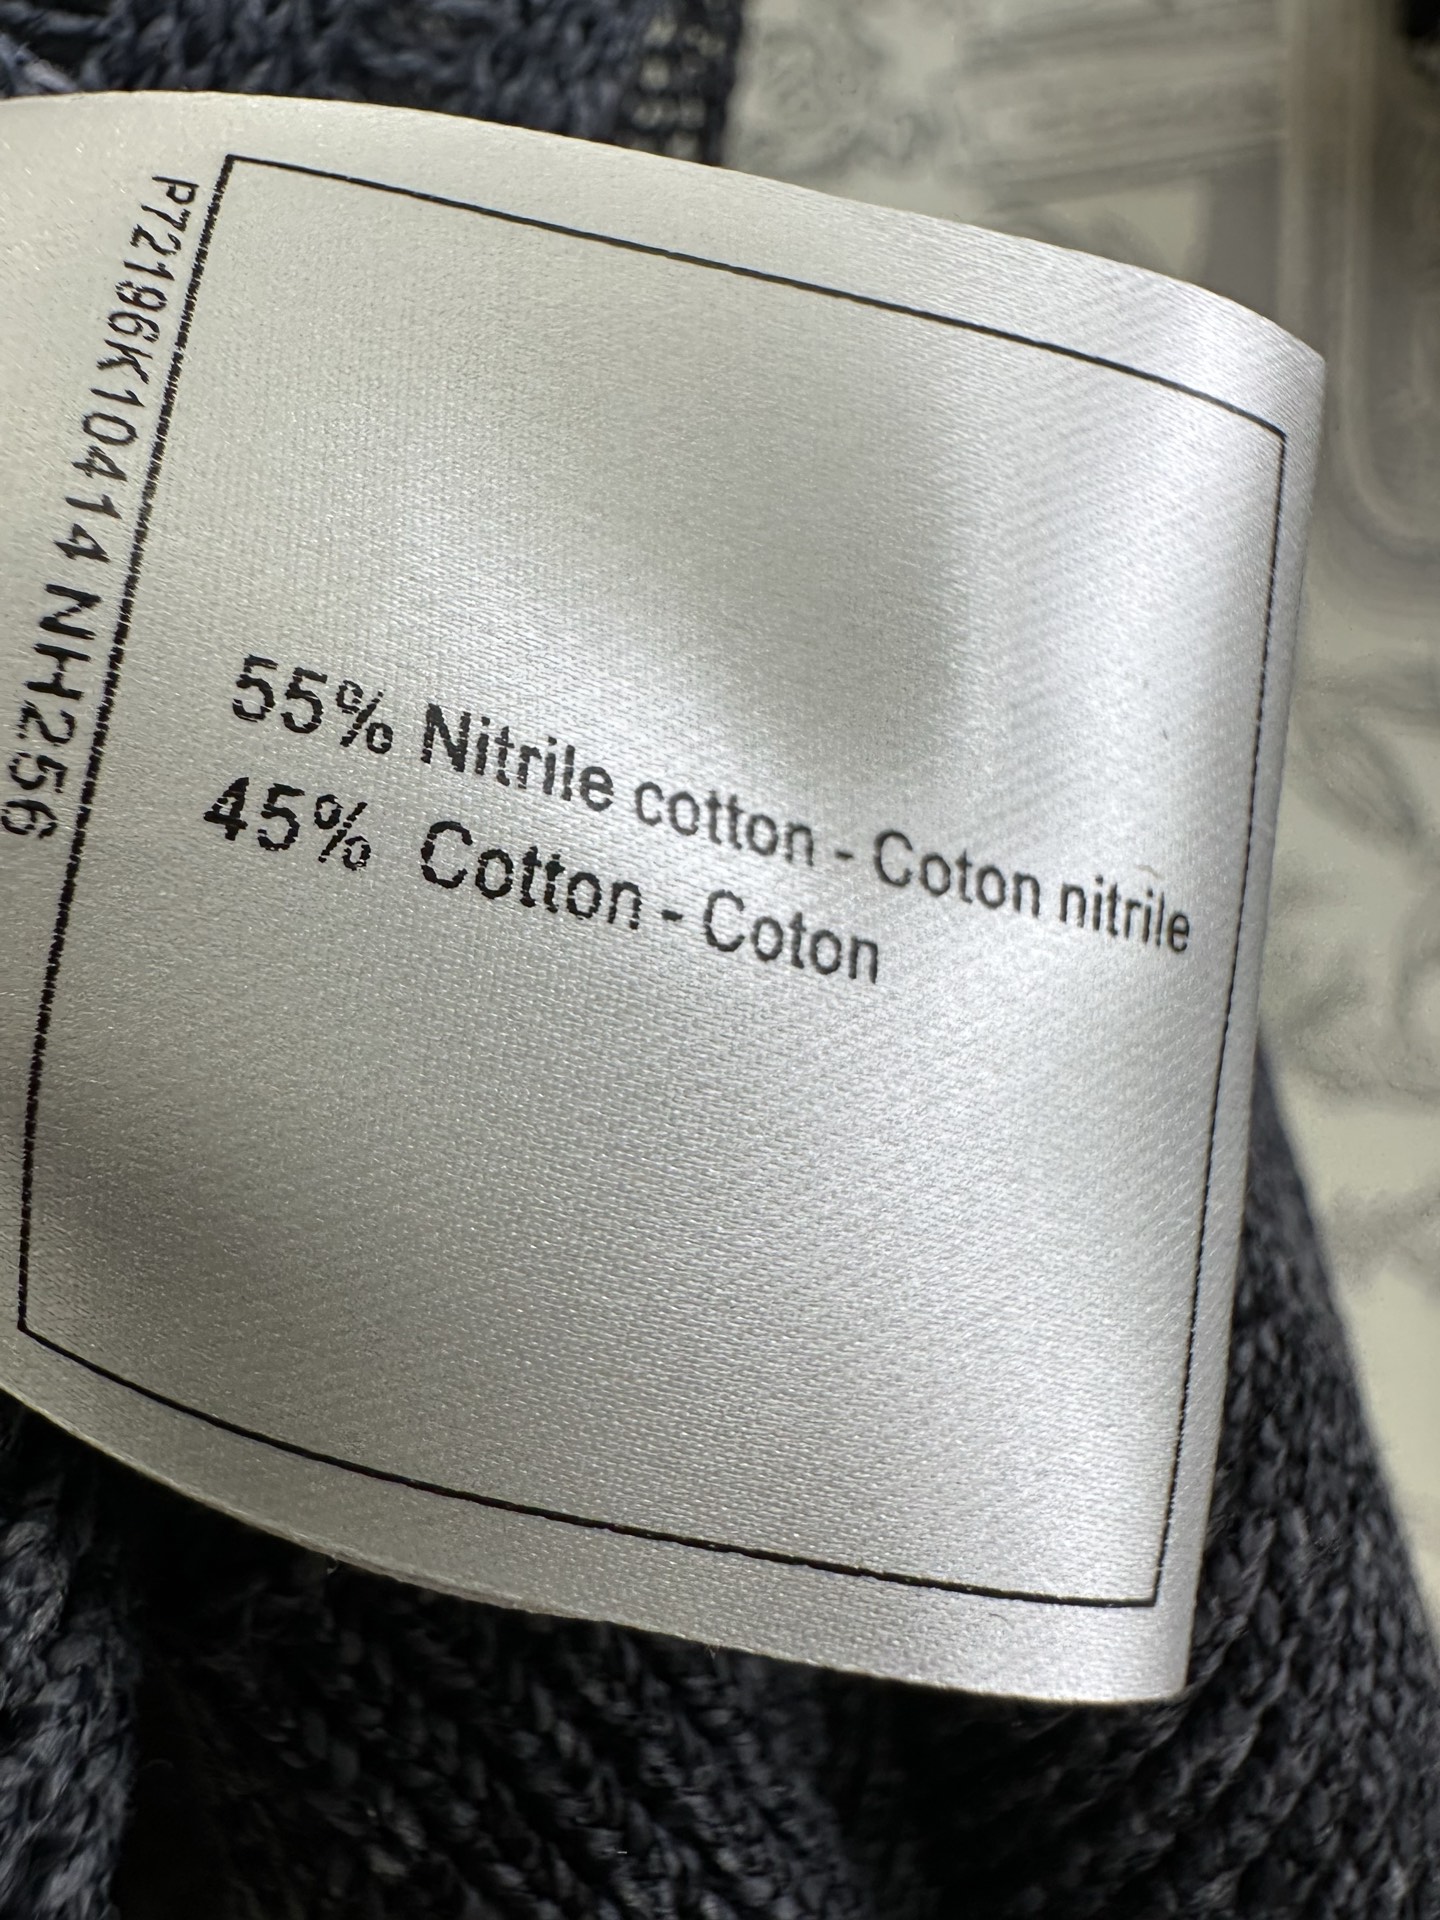 P72196K10414 NH256
55% Nitrile cotton - Coton nitrile
45% Cotton - Coton